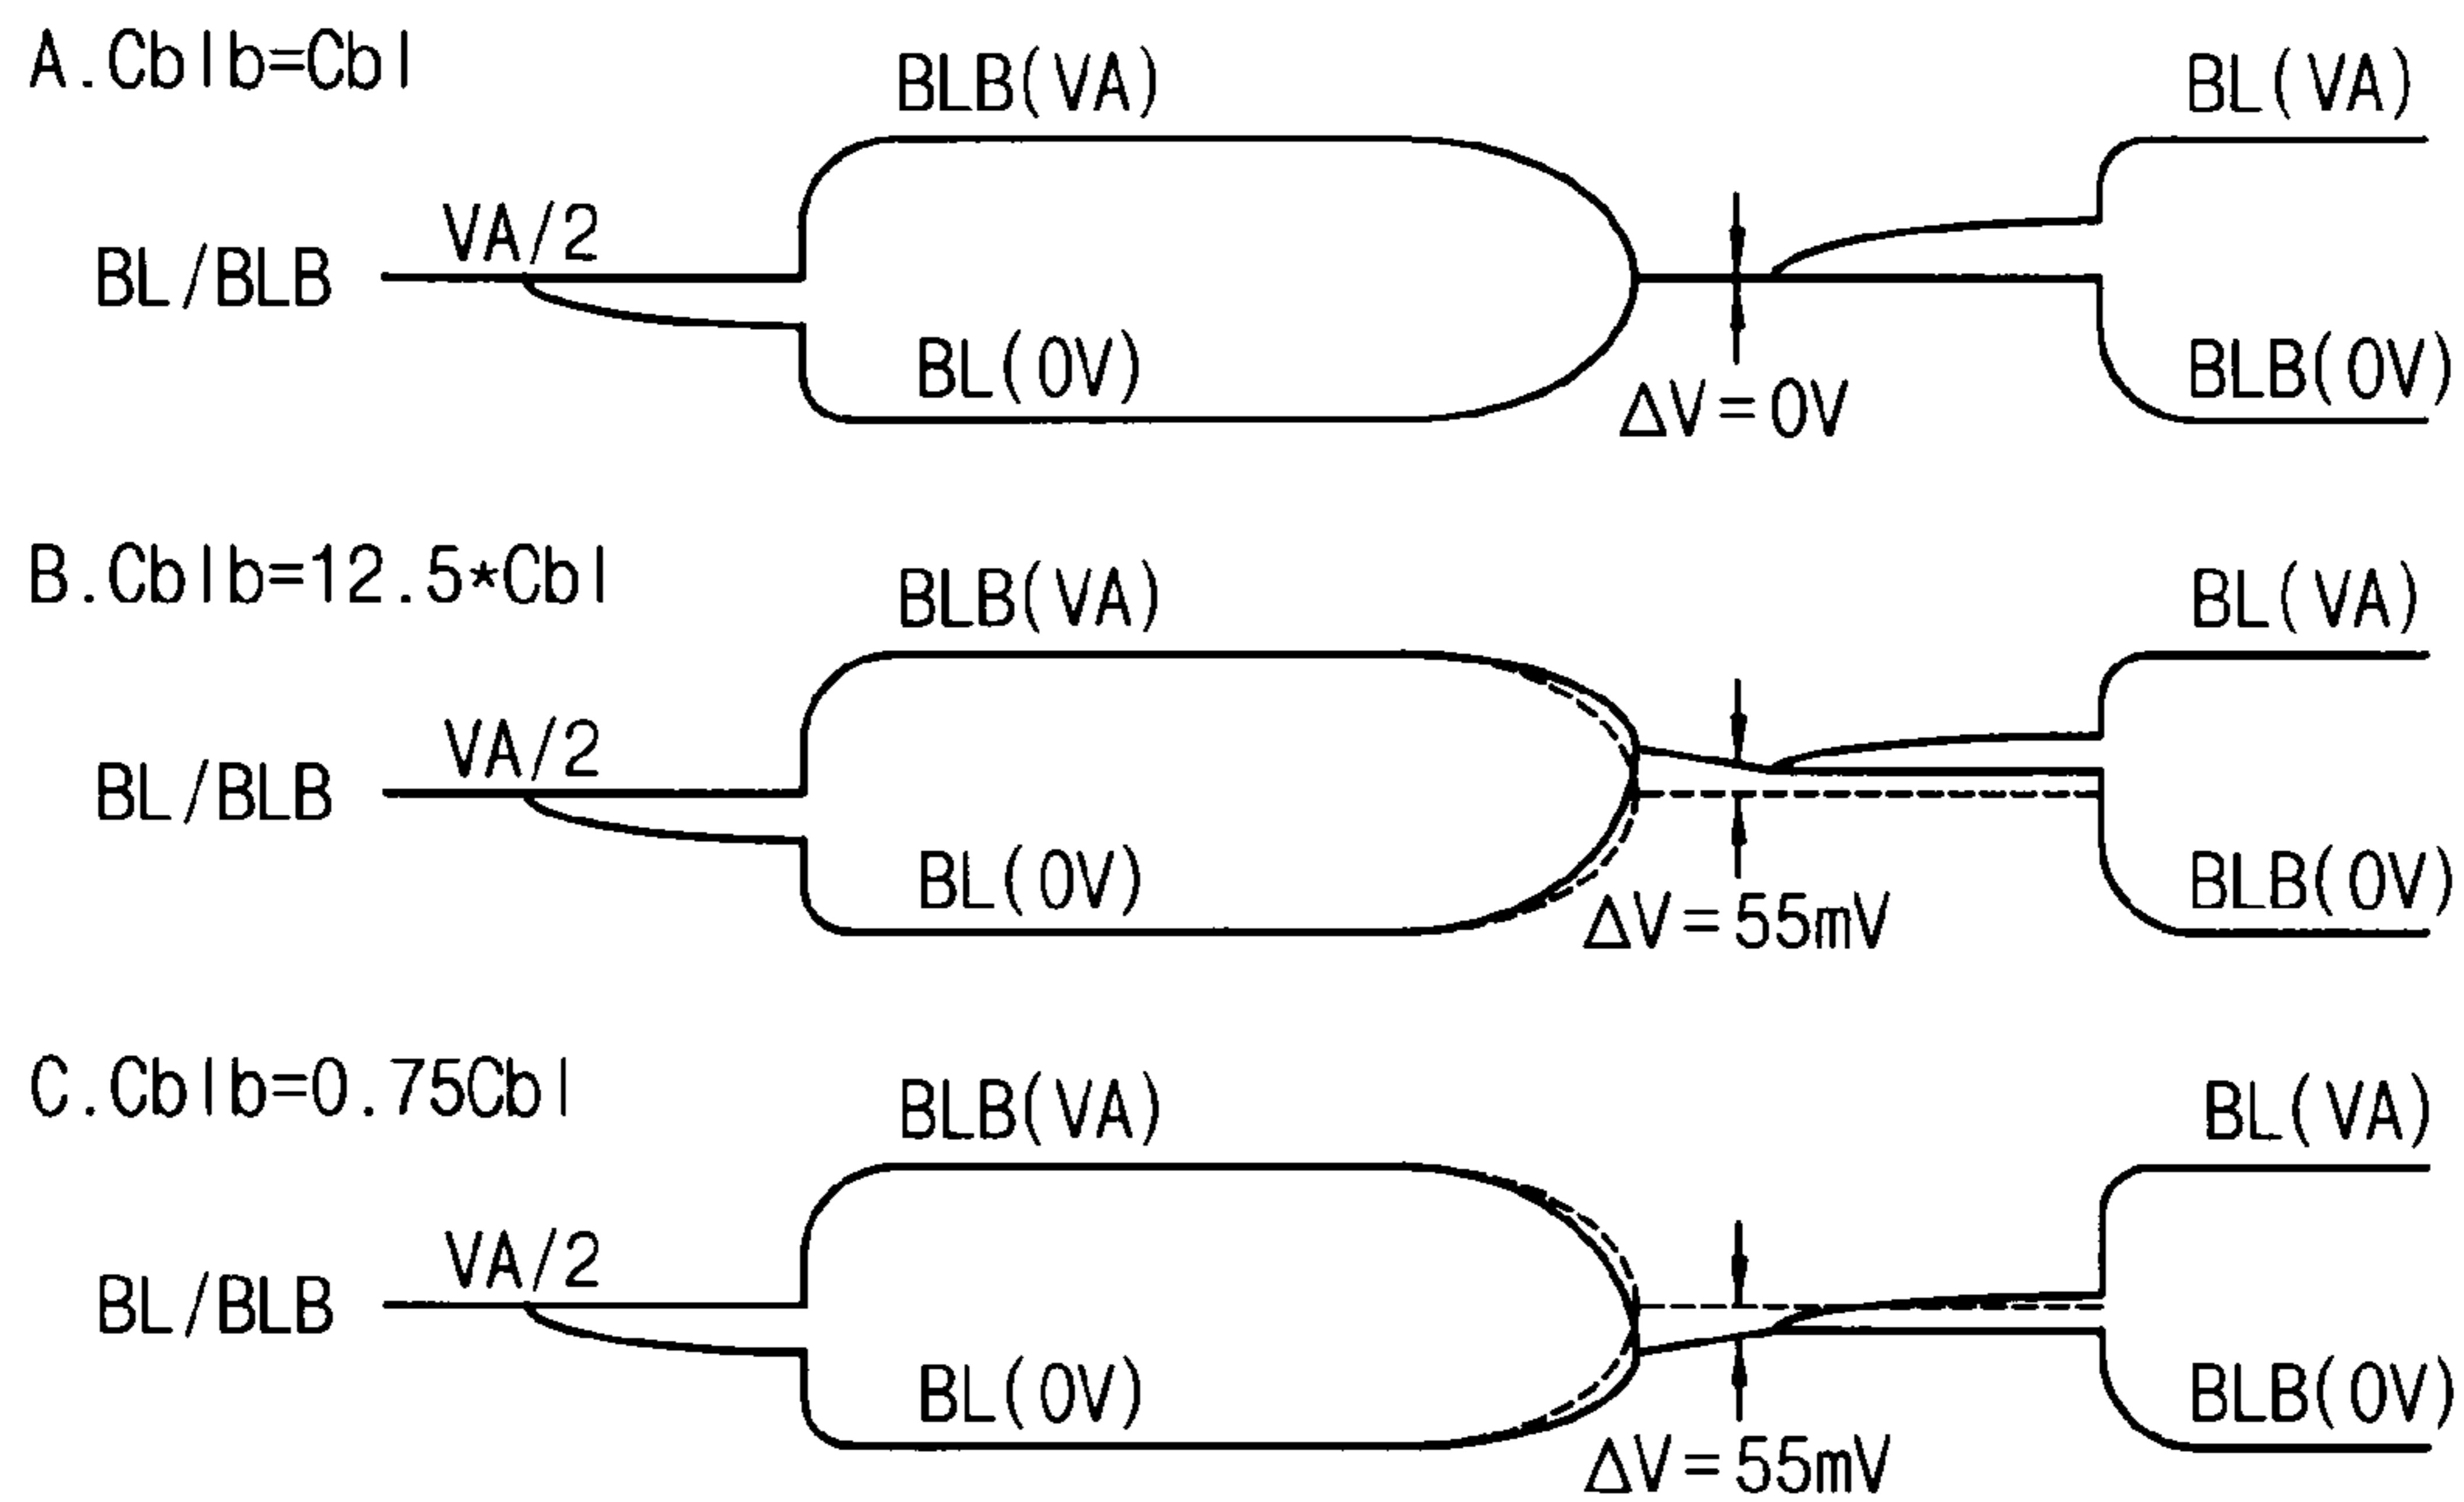 A.Cblb=Cbl
BLB(VA)
BL(VA)
VA/2
BL/BLB
BL(0V)
BLB(0V)
ΔV=0V
B.Cblb=12.5*Cbl
BLB(VA)
BL(VA)
VA/2
BL/BLB
BL(0V)
BLB(0V)
ΔV=55mV
C.Cblb=0.75Cbl
BLB(VA)
BL(VA)
VA/2
BL/BLB
BL(0V)
BLB(0V)
ΔV=55mV